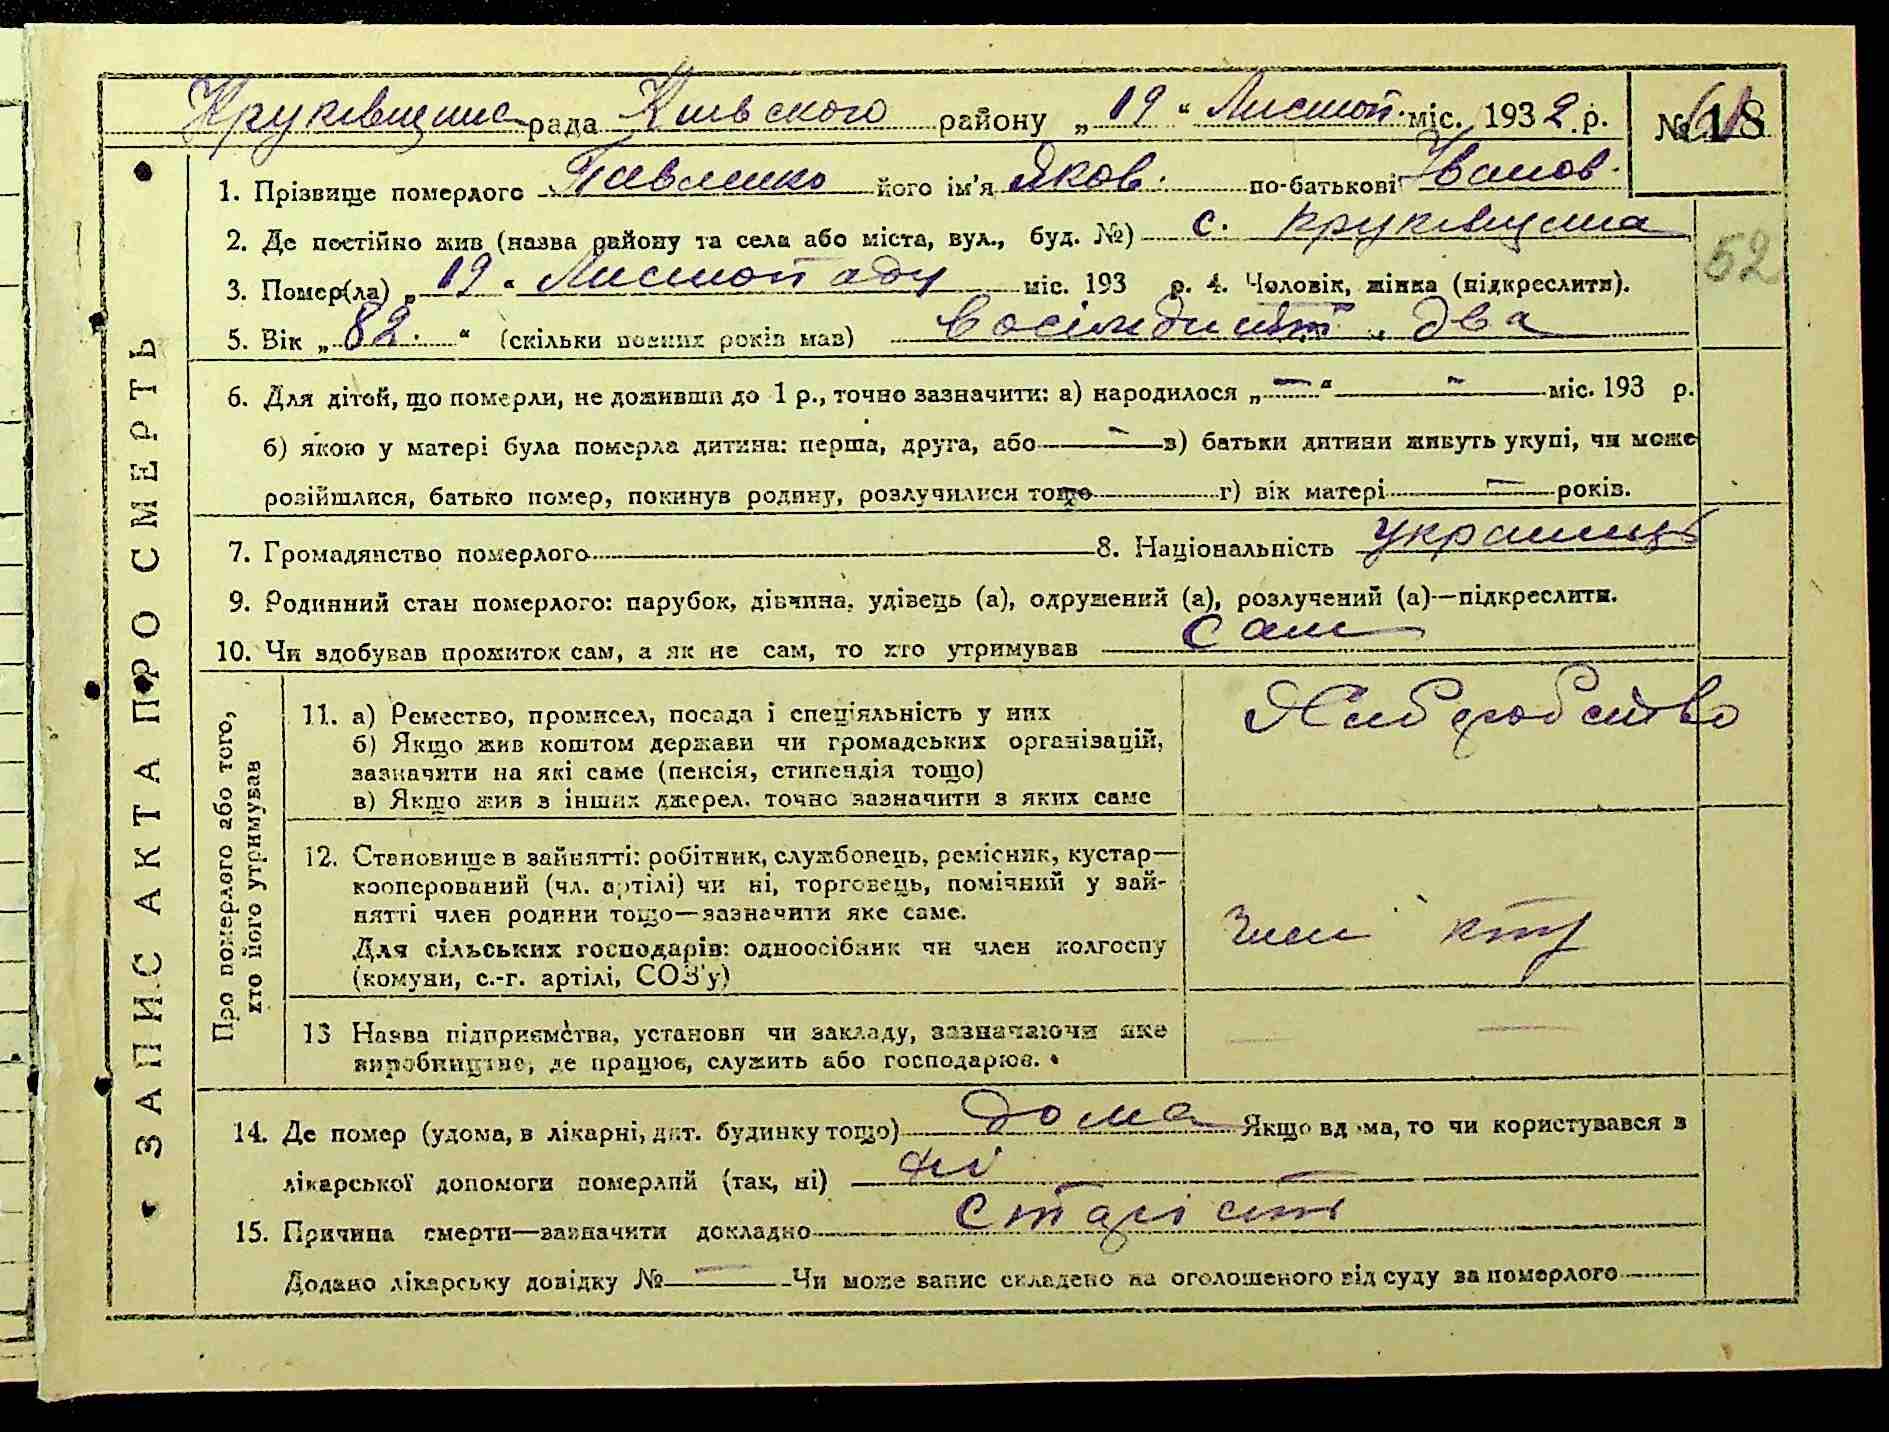 Круківщина рада Київского району „ 19 “ Листоп. міс. 1932 р. №
1. Прізвище померлого Павленко його ім'я Яков. по-батькові Іванов.
2. Де постійно жив (назва району та села або міста, вул., буд. №) с. Круківщина
52
3. Помер(ла) „ 19 “ Листопаду міс. 193 р. 4. Чоловік, жінка (підкреслити).
5. Вік „ 82. “ (скільки повних років мав) Восімдисят два
6. Для дітей, що померли, не доживши до 1 р., точно зазначити: а) народилося „ — “ — міс. 193 р.
б) якою у матері була померла дитина: перша, друга, або — в) батьки дитини живуть укупі, чи може
розійшлися, батько помер, покинув родину, розлучилися тощо г) вік матері — років.
7. Громадянство померлого 8. Національність українць
9. Родинний стан померлого: парубок, дівчина, удівець (а), одружений (а), розлучений (а)—підкреслити.
10. Чи здобував прожиток сам, а як не сам, то хто утримував сам
ЗАПИС АКТА ПРО СМЕРТЬ
Про померлого або того,
хто його утримував
11. а) Ремество, промисел, посада і спеціяльність у них
б) Якщо жив коштом держави чи громадських організацій,
зазначити на які саме (пенсія, стипендія тощо)
в) Якщо жив з інших джерел, точно зазначити з яких саме
12. Становище в зайнятті: робітник, службовець, ремісник, кустар—
кооперований (чл. артілі) чи ні, торговець, помічний у зай-
нятті член родини тощо—зазначити яке саме.
Для сільських господарів: одноосібник чи член колгоспу
(комуни, с.-г. артілі, СОЗ'у)
член
13 Назва підприємства, установи чи закладу, зазначаючи яке
виробництво, де працює, служить або господарює.
— —
14. Де помер (удома, в лікарні, дит. будинку тощо) дома Якщо вдома, то чи користувався з
лікарської допомоги померлий (так, ні) ні
15. Причина смерти—зазначити докладно старість
Додано лікарську довідку № — Чи може запис складено на оголошеного від суду за померлого